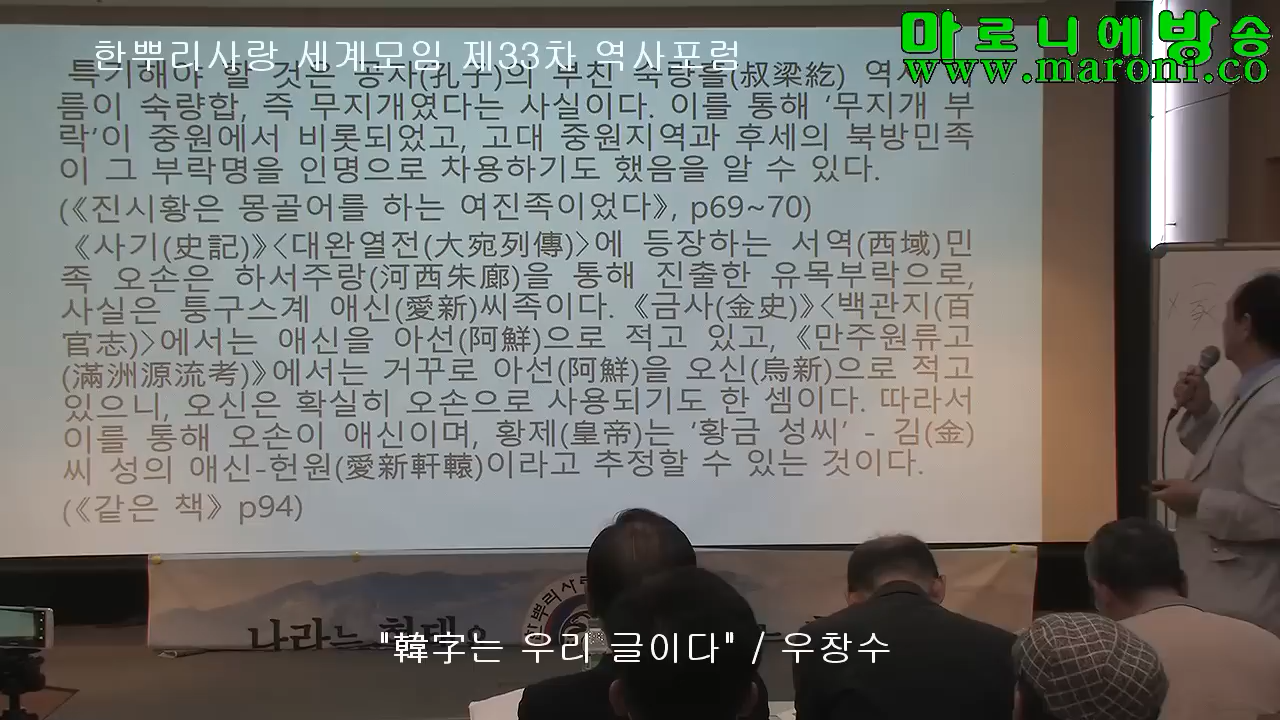 한뿌리사랑 세계모임 제33차 역사포럼
마로니에방송
www.maroni.co
특기해야 할 것은 공자(孔子)의 부친 숙량흘(叔梁紇) 역시
름이 숙량합, 즉 무지개였다는 사실이다. 이를 통해 ‘무지개 부
락’이 중원에서 비롯되었고, 고대 중원지역과 후세의 북방민족
이 그 부락명을 인명으로 차용하기도 했음을 알 수 있다.
(《진시황은 몽골어를 하는 여진족이었다》, p69~70)
《사기(史記)》〈대완열전(大宛列傳)〉에 등장하는 서역(西域)민
족 오손은 하서주랑(河西朱廊)을 통해 진출한 유목부락으로,
사실은 퉁구스계 애신(愛新)씨족이다. 《금사(金史)》〈백관지(百
官志)〉에서는 애신을 아선(阿鮮)으로 적고 있고, 《만주원류고
(滿洲源流考)》에서는 거꾸로 아선(阿鮮)을 오신(烏新)으로 적고
있으니, 오신은 확실히 오손으로 사용되기도 한 셈이다. 따라서
이를 통해 오손이 애신이며, 황제(皇帝)는 ‘황금 성씨’ - 김(金)
씨 성의 애신-헌원(愛新軒轅)이라고 추정할 수 있는 것이다.
(《같은 책》 p94)
한뿌리사
나라는
"韓字는 우리 글이다" / 우창수